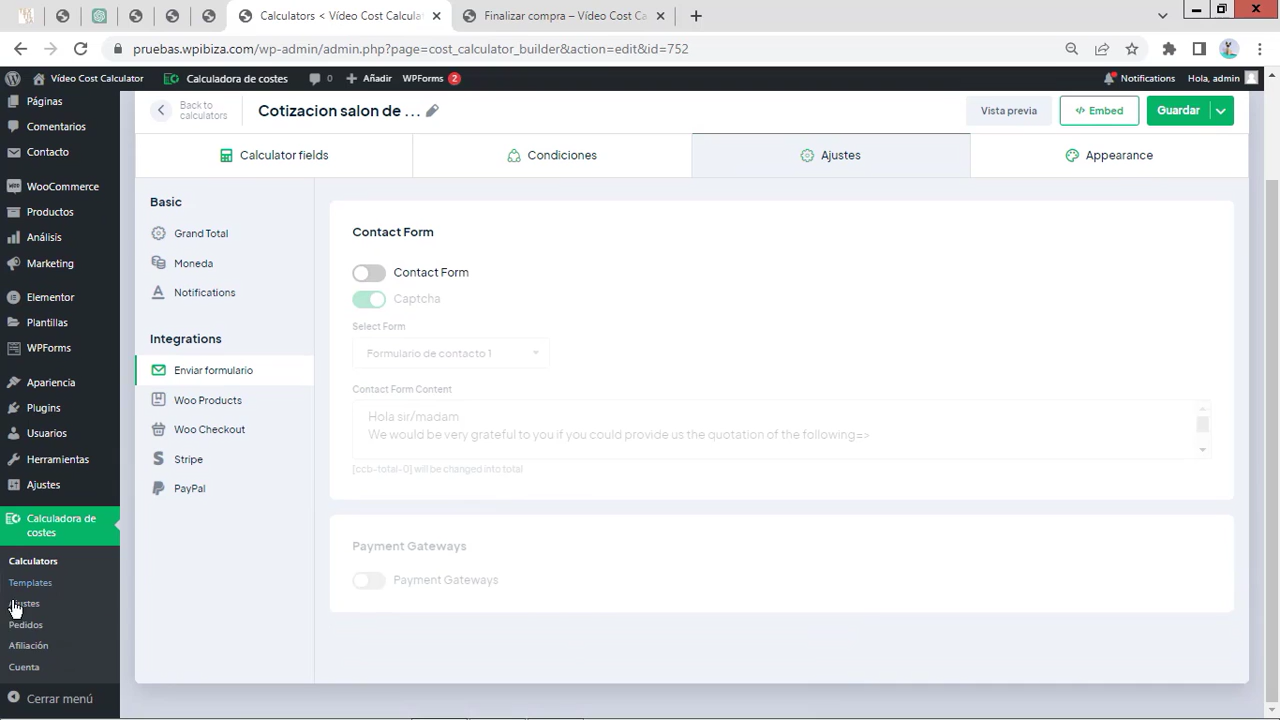 Calculators < Vídeo Cost Calcula
Finalizar compra – Vídeo Cost Ca
pruebas.wpibiza.com/wp-admin/admin.php?page=cost_calculator_builder&action=edit&id=752
Vídeo Cost Calculator
Calculadora de costes
0
Añadir
WPForms 2
Notifications
Hola, admin
Páginas
Comentarios
Contacto
WooCommerce
Productos
Análisis
Marketing
Elementor
Plantillas
WPForms
Apariencia
Plugins
Usuarios
Herramientas
Ajustes
Calculadora de
costes
Calculators
Templates
Ajustes
Pedidos
Afiliación
Cuenta
Cerrar menú
Back to
calculators
Cotizacion salon de ...
Vista previa
</> Embed
Guardar
Calculator fields
Condiciones
Ajustes
Appearance
Basic
Grand Total
Moneda
Notifications
Integrations
Enviar formulario
Woo Products
Woo Checkout
Stripe
PayPal
Contact Form
Contact Form
Captcha
Select Form
Formulario de contacto 1
Contact Form Content
Hola sir/madam
We would be very grateful to you if you could provide us the quotation of the following=>
[ccb-total-0] will be changed into total
Payment Gateways
Payment Gateways